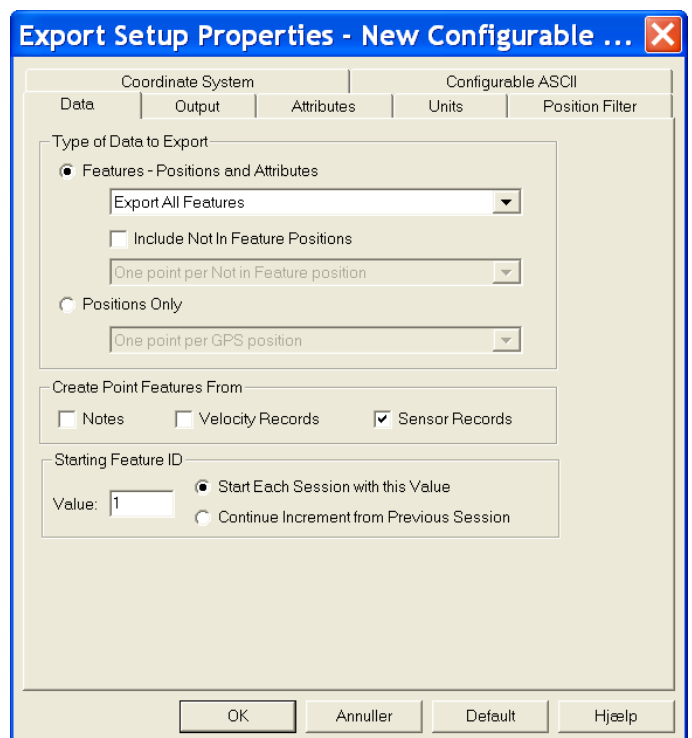 Export Setup Properties - New Configurable ...
Coordinate System Configurable ASCII
Data Output Attributes Units Position Filter
Type of Data to Export
Features - Positions and Attributes
Export All Features
Include Not In Feature Positions
One point per Not in Feature position
Positions Only
One point per GPS position
Create Point Features From
Notes Velocity Records Sensor Records
Starting Feature ID
Start Each Session with this Value
Value: 1
Continue Increment from Previous Session
OK Annuller Default Hjælp